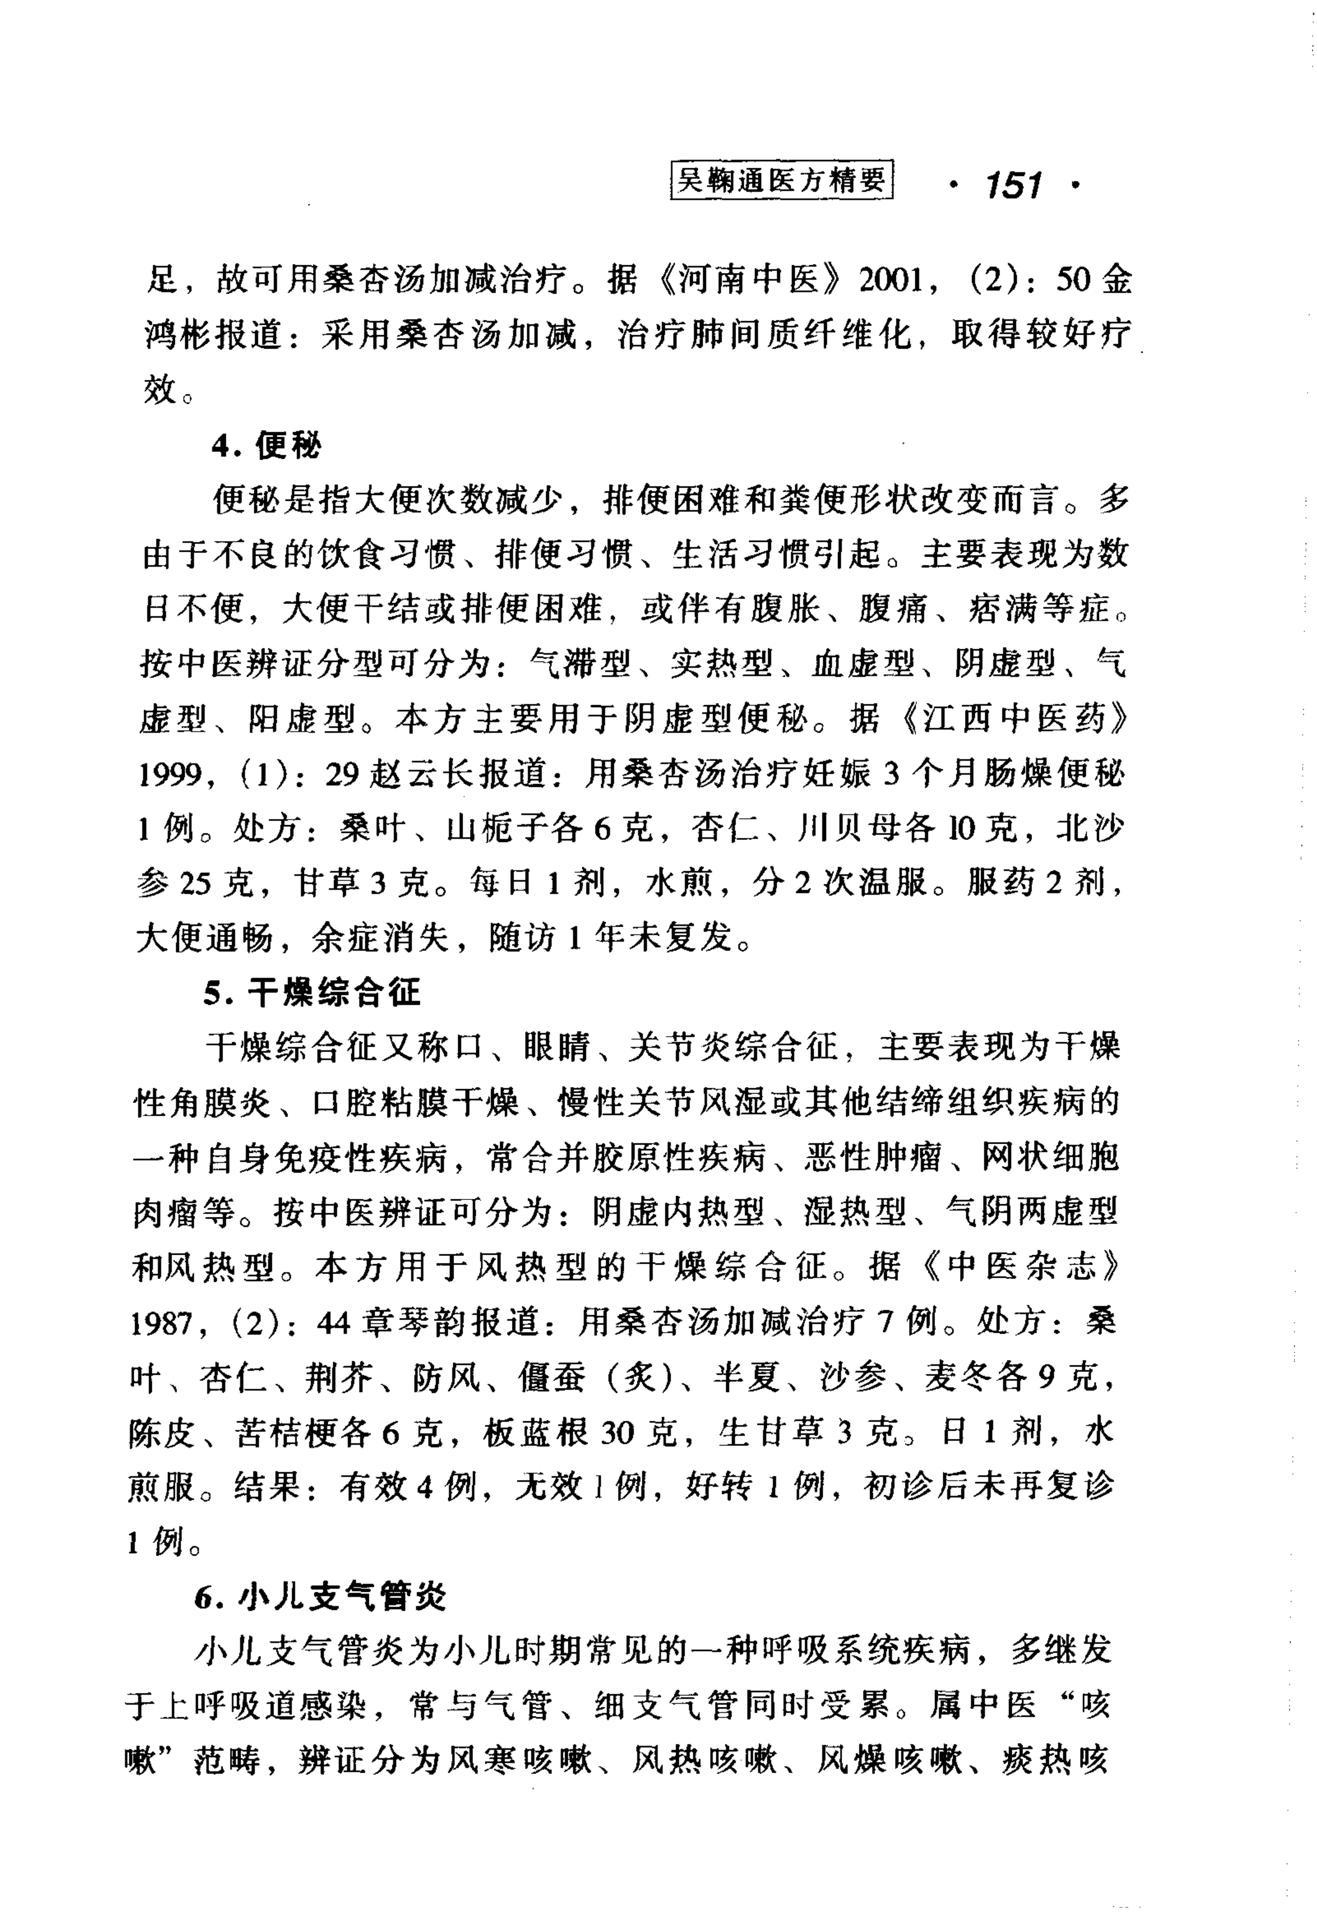 吴鞠通医方精要 · 151 ·
足，故可用桑杏汤加减治疗。据《河南中医》2001，（2）：50 金
鸿彬报道：采用桑杏汤加减，治疗肺间质纤维化，取得较好疗
效。
4. 便秘
便秘是指大便次数减少，排便困难和粪便形状改变而言。多
由于不良的饮食习惯、排便习惯、生活习惯引起。主要表现为数
日不便，大便干结或排便困难，或伴有腹胀、腹痛、痞满等症。
按中医辨证分型可分为：气滞型、实热型、血虚型、阴虚型、气
虚型、阳虚型。本方主要用于阴虚型便秘。据《江西中医药》
1999，（1）：29 赵云长报道：用桑杏汤治疗妊娠 3 个月肠燥便秘
1 例。处方：桑叶、山栀子各 6 克，杏仁、川贝母各 10 克，北沙
参 25 克，甘草 3 克。每日 1 剂，水煎，分 2 次温服。服药 2 剂，
大便通畅，余症消失，随访 1 年未复发。
5. 干燥综合征
干燥综合征又称口、眼睛、关节炎综合征，主要表现为干燥
性角膜炎、口腔粘膜干燥、慢性关节风湿或其他结缔组织疾病的
一种自身免疫性疾病，常合并胶原性疾病、恶性肿瘤、网状细胞
肉瘤等。按中医辨证可分为：阴虚内热型、湿热型、气阴两虚型
和风热型。本方用于风热型的干燥综合征。据《中医杂志》
1987，（2）：44 章琴韵报道：用桑杏汤加减治疗 7 例。处方：桑
叶、杏仁、荆芥、防风、僵蚕（炙）、半夏、沙参、麦冬各 9 克，
陈皮、苦桔梗各 6 克，板蓝根 30 克，生甘草 3 克。日 1 剂，水
煎服。结果：有效 4 例，无效 1 例，好转 1 例，初诊后未再复诊
1 例。
6. 小儿支气管炎
小儿支气管炎为小儿时期常见的一种呼吸系统疾病，多继发
于上呼吸道感染，常与气管、细支气管同时受累。属中医“咳
嗽”范畴，辨证分为风寒咳嗽、风热咳嗽、风燥咳嗽、痰热咳